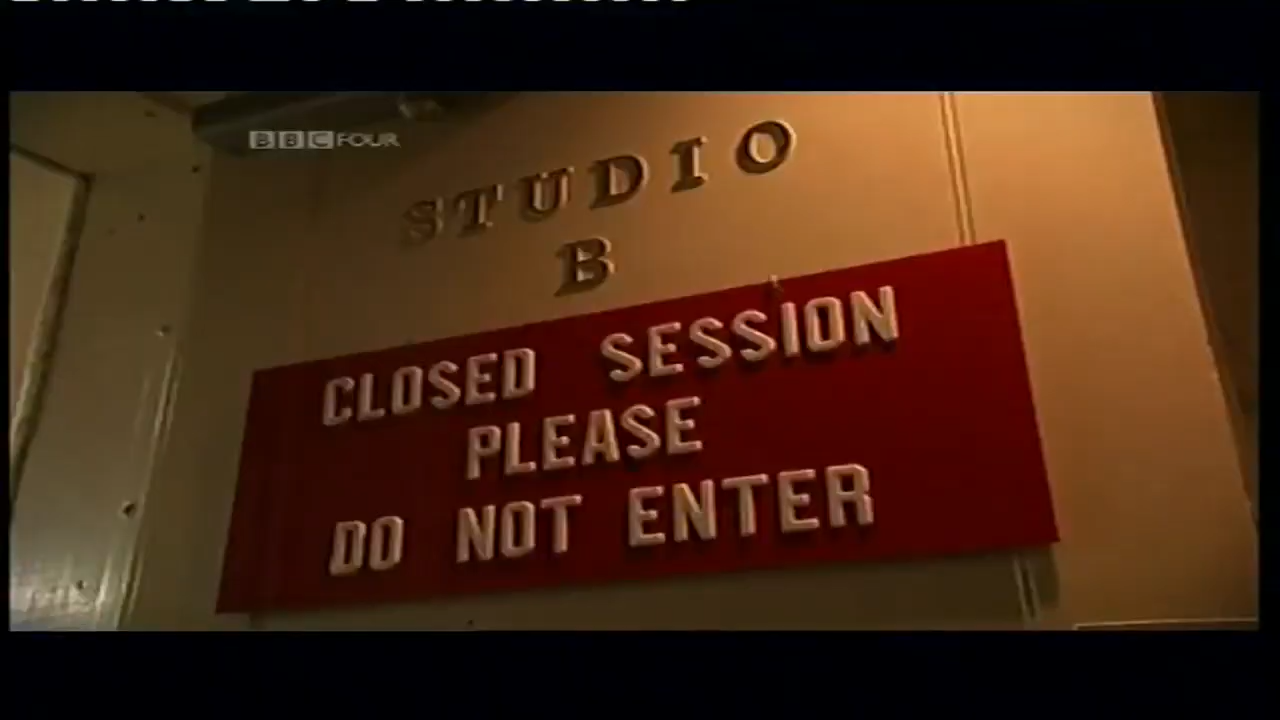 BBC FOUR
STUDIO
B
CLOSED SESSION
PLEASE
DO NOT ENTER